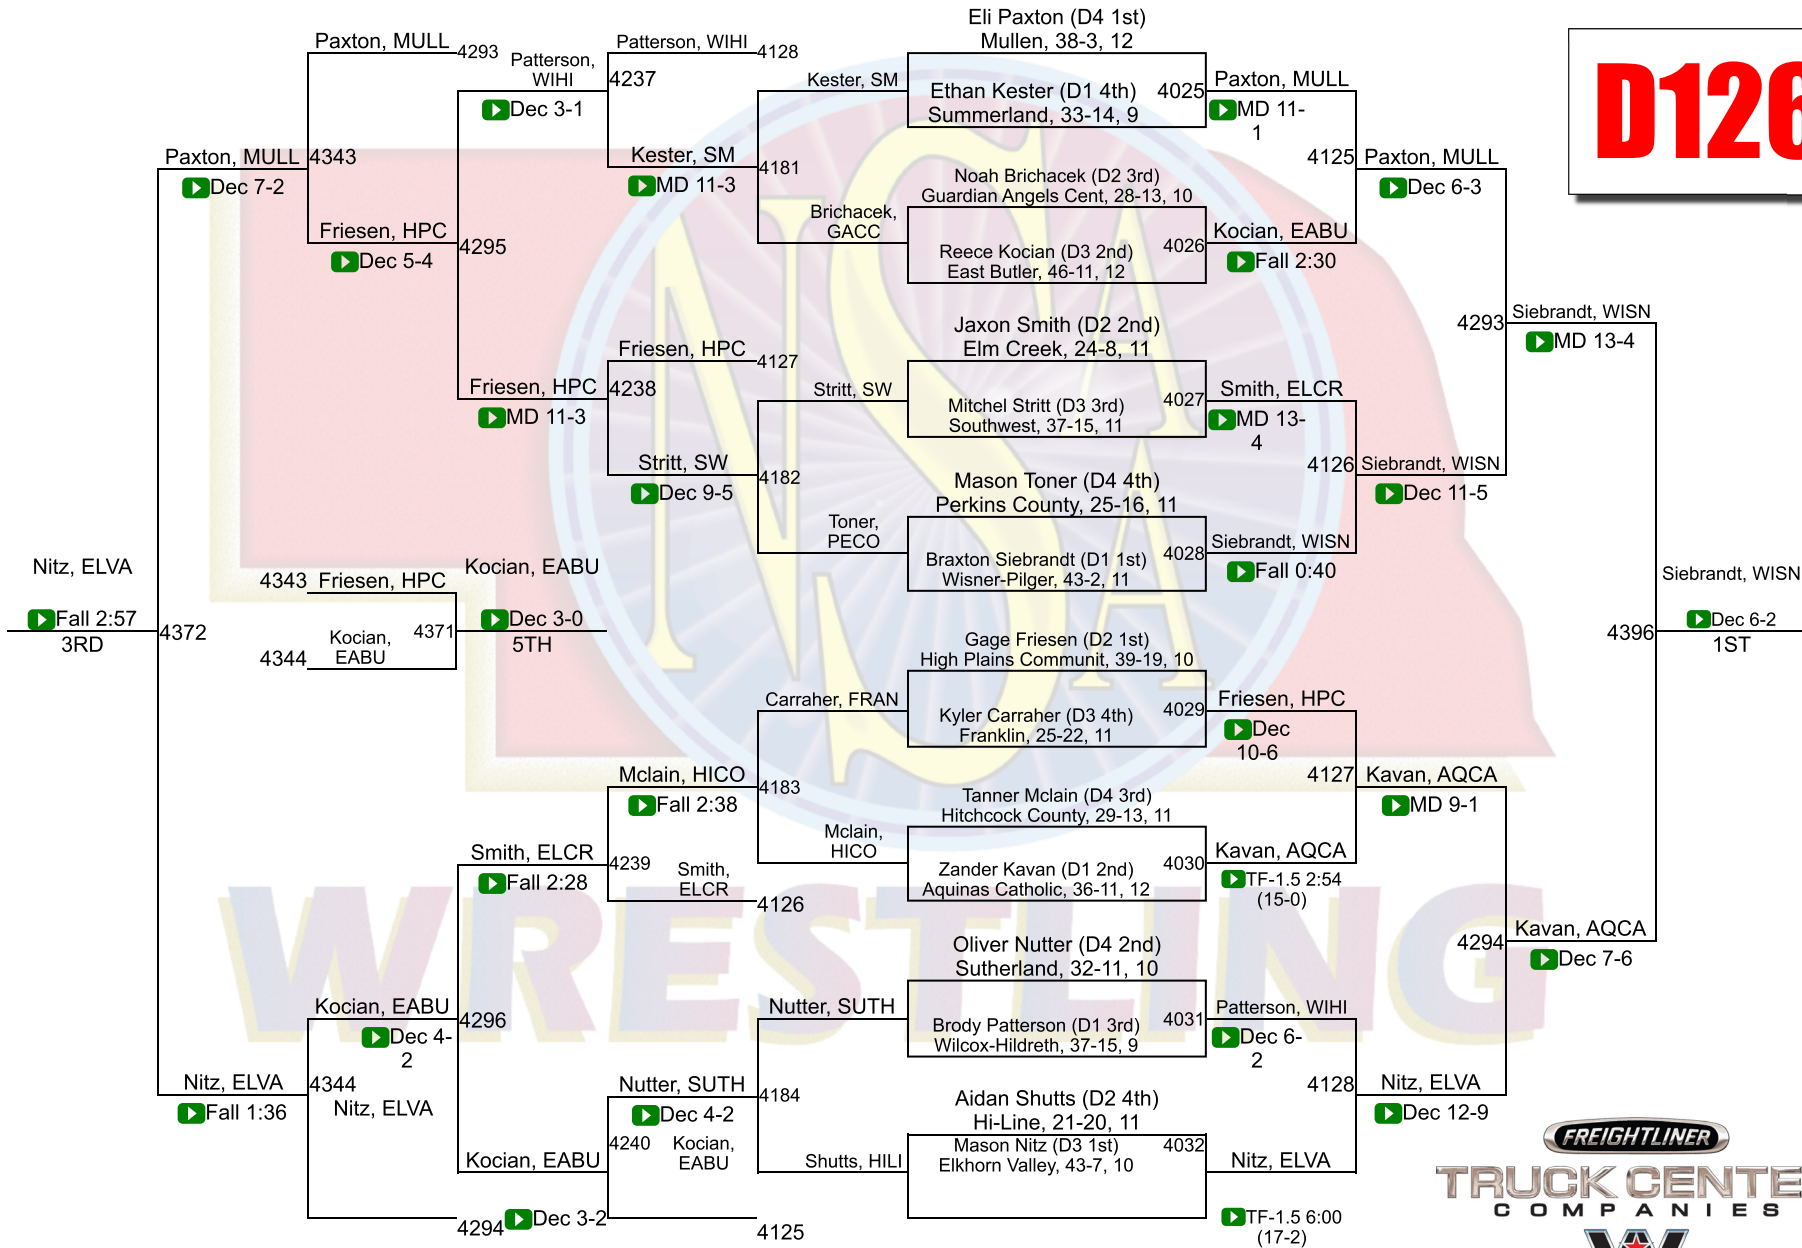 Eli Paxton (D4 1st)
Mullen, 38-3, 12
Ethan Kester (D1 4th)
Summerland, 33-14, 9
4025
Noah Brichacek (D2 3rd)
Guardian Angels Cent, 28-13, 10
Reece Kocian (D3 2nd)
East Butler, 46-11, 12
4026
Jaxon Smith (D2 2nd)
Elm Creek, 24-8, 11
Mitchel Stritt (D3 3rd)
Southwest, 37-15, 11
4027
Mason Toner (D4 4th)
Perkins County, 25-16, 11
Braxton Siebrandt (D1 1st)
Wisner-Pilger, 43-2, 11
4028
Gage Friesen (D2 1st)
High Plains Communit, 39-19, 10
Kyler Carraher (D3 4th)
Franklin, 25-22, 11
4029
Tanner Mclain (D4 3rd)
Hitchcock County, 29-13, 11
Zander Kavan (D1 2nd)
Aquinas Catholic, 36-11, 12
4030
Oliver Nutter (D4 2nd)
Sutherland, 32-11, 10
Brody Patterson (D1 3rd)
Wilcox-Hildreth, 37-15, 9
4031
Aidan Shutts (D2 4th)
Hi-Line, 21-20, 11
Mason Nitz (D3 1st)
Elkhorn Valley, 43-7, 10
4032
Paxton, MULL
MD 11-
1
Kocian, EABU
Fall 2:30
Smith, ELCR
MD 13-
4
Siebrandt, WISN
Fall 0:40
Friesen, HPC
Dec
10-6
Kavan, AQCA
TF-1.5 2:54
(15-0)
Patterson, WIHI
Dec 6-
2
Nitz, ELVA
TF-1.5 6:00
(17-2)
4125
Paxton, MULL
Dec 6-3
4126
Siebrandt, WISN
Dec 11-5
4127
Kavan, AQCA
MD 9-1
4128
Nitz, ELVA
Dec 12-9
4293
Siebrandt, WISN
MD 13-4
4294
Kavan, AQCA
Dec 7-6
4396
Siebrandt, WISN
Dec 6-2
1ST
Kester, SM
Brichacek,
GACC
Stritt, SW
Toner,
PECO
Carraher, FRAN
Mclain,
HICO
Nutter, SUTH
Shutts, HILI
Patterson, WIHI
4128
Kester, SM
4181
MD 11-3
Friesen, HPC
4127
Stritt, SW
4182
Dec 9-5
Mclain, HICO
4183
Fall 2:38
Smith,
ELCR
4126
Nutter, SUTH
4184
Dec 4-2
Kocian,
EABU
4125
Patterson,
WIHI
4237
Dec 3-1
Friesen, HPC
4238
MD 11-3
Smith, ELCR
4239
Fall 2:28
Kocian, EABU
4240
Dec 3-2
Paxton, MULL
4293
Friesen, HPC
4295
Dec 5-4
Kocian, EABU
4296
Dec 4-
2
Nitz, ELVA
4294
Paxton, MULL
4343
Dec 7-2
Nitz, ELVA
4344
Fall 1:36
4343
Friesen, HPC
4344
Kocian,
EABU
4371
Kocian, EABU
Dec 3-0
5TH
Nitz, ELVA
Fall 2:57
3RD
4372
D126
NSAA
WRESTLING
FREIGHTLINER
TRUCK CENTE
COMPANIES